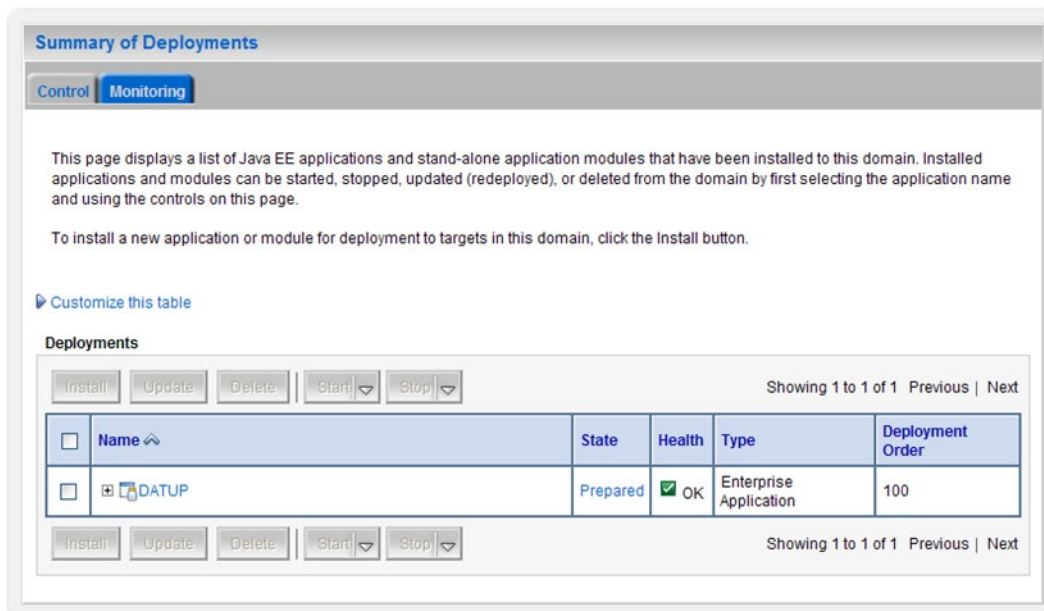 Summary of Deployments
Control Monitoring
This page displays a list of Java EE applications and stand-alone application modules that have been installed to this domain. Installed
applications and modules can be started, stopped, updated (redeployed), or deleted from the domain by first selecting the application name
and using the controls on this page.
To install a new application or module for deployment to targets in this domain, click the Install button.
Customize this table
Deployments
Install Update Delete Start Stop Showing 1 to 1 of 1 Previous | Next
Name State Health Type Deployment
Order
DATUP Prepared OK Enterprise
Application 100
Install Update Delete Start Stop Showing 1 to 1 of 1 Previous | Next